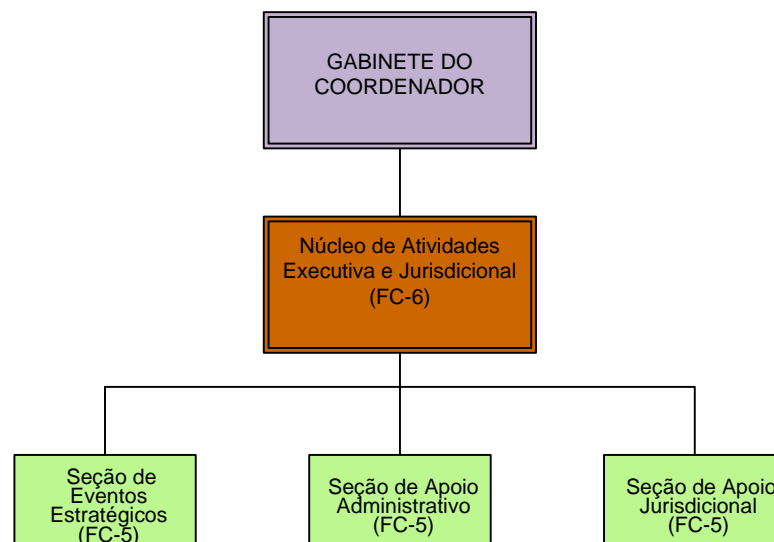 GABINETE DO
COORDENADOR
Núcleo de Atividades
Executiva e Jurisdicional
(FC-6)
Seção de
Eventos
Estratégicos
(FC-5)
Seção de Apoio
Administrativo
(FC-5)
Seção de Apoio
Jurisdicional
(FC-5)